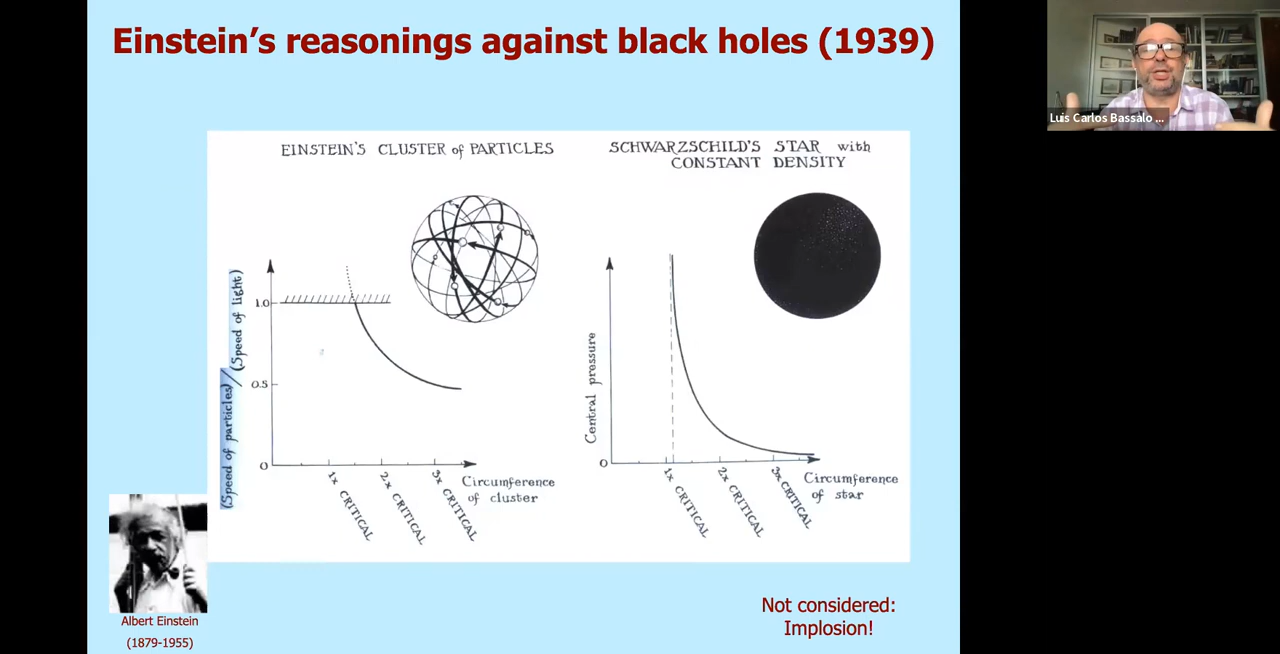 Einstein's reasonings against black holes (1939)
Luis Carlos Bassalo ...
EINSTEIN'S CLUSTER of PARTICLES
(Speed of particles)/(Speed of light)
1.0
0.5
0
1x CRITICAL
2x CRITICAL
3x CRITICAL
Circumference
of cluster
SCHWARZSCHILD'S STAR with
CONSTANT DENSITY
Central pressure
0
1x CRITICAL
2x CRITICAL
3x CRITICAL
Circumference
of star
Albert Einstein
(1879-1955)
Not considered:
Implosion!